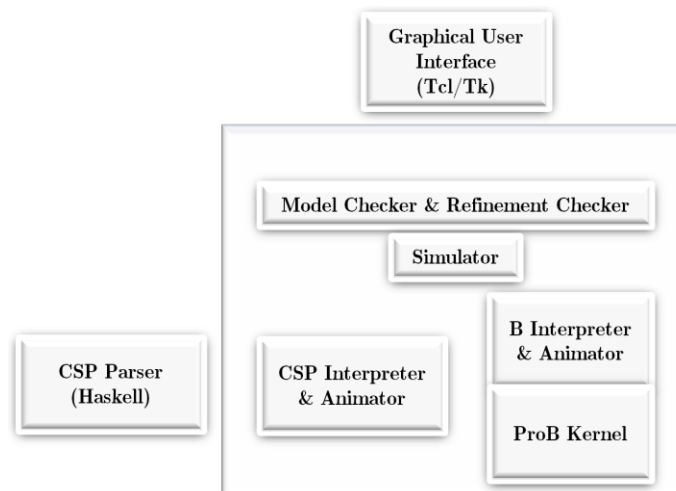 Graphical User
Interface
(Tcl/Tk)
Model Checker & Refinement Checker
Simulator
B Interpreter
& Animator
CSP Parser
(Haskell)
CSP Interpreter
& Animator
ProB Kernel